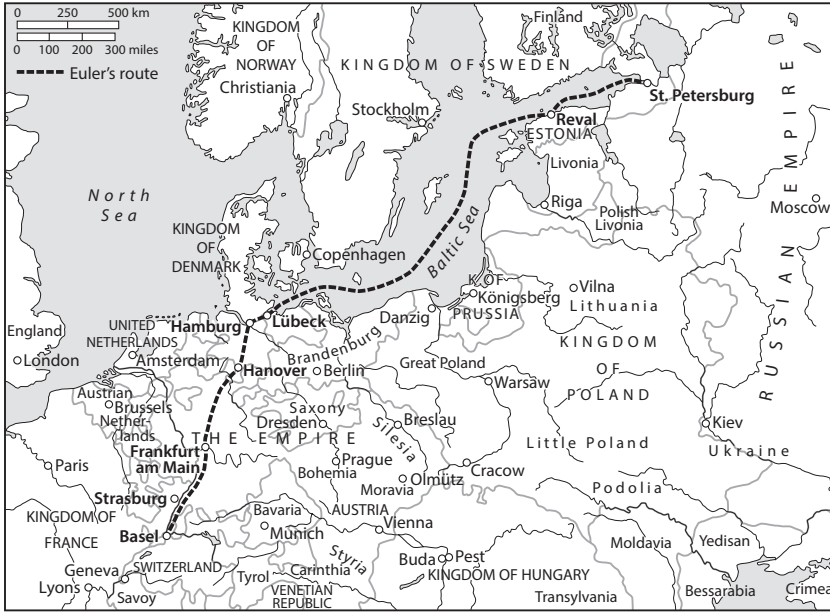 0 250 500 km
0 100 200 300 miles
Euler's route
KINGDOM
OF
NORWAY
Christiania
Finland
KINGDOM OF SWEDEN
Stockholm
St. Petersburg
Reval
ESTONIA
Livonia
Riga
Polish
Livonia
Moscow
RUSSIAN EMPIRE
North
Sea
KINGDOM
OF
DENMARK
Copenhagen
Baltic Sea
K. OF
Königsberg
PRUSSIA
Vilna
Lithuania
Danzig
Hamburg
Lübeck
England
London
UNITED
NETHERLANDS
Amsterdam
Hanover
Brandenburg
Berlin
Great Poland
KINGDOM
OF
POLAND
Warsaw
Austrian
Brussels
Nether-
lands
Saxony
Dresden
THE EMPIRE
Silesia
Breslau
Little Poland
Kiev
Ukraine
Frankfurt
am Main
Paris
Prague
Bohemia
Olmütz
Moravia
Cracow
Podolia
Strasburg
KINGDOM OF
FRANCE
Basel
Bavaria
Munich
AUSTRIA
Vienna
Styria
Buda
Pest
KINGDOM OF HUNGARY
Moldavia
Yedisan
Geneva
SWITZERLAND
Lyons
Savoy
Tyrol
Carinthia
VENETIAN
REPUBLIC
Transylvania
Bessarabia
Crimea